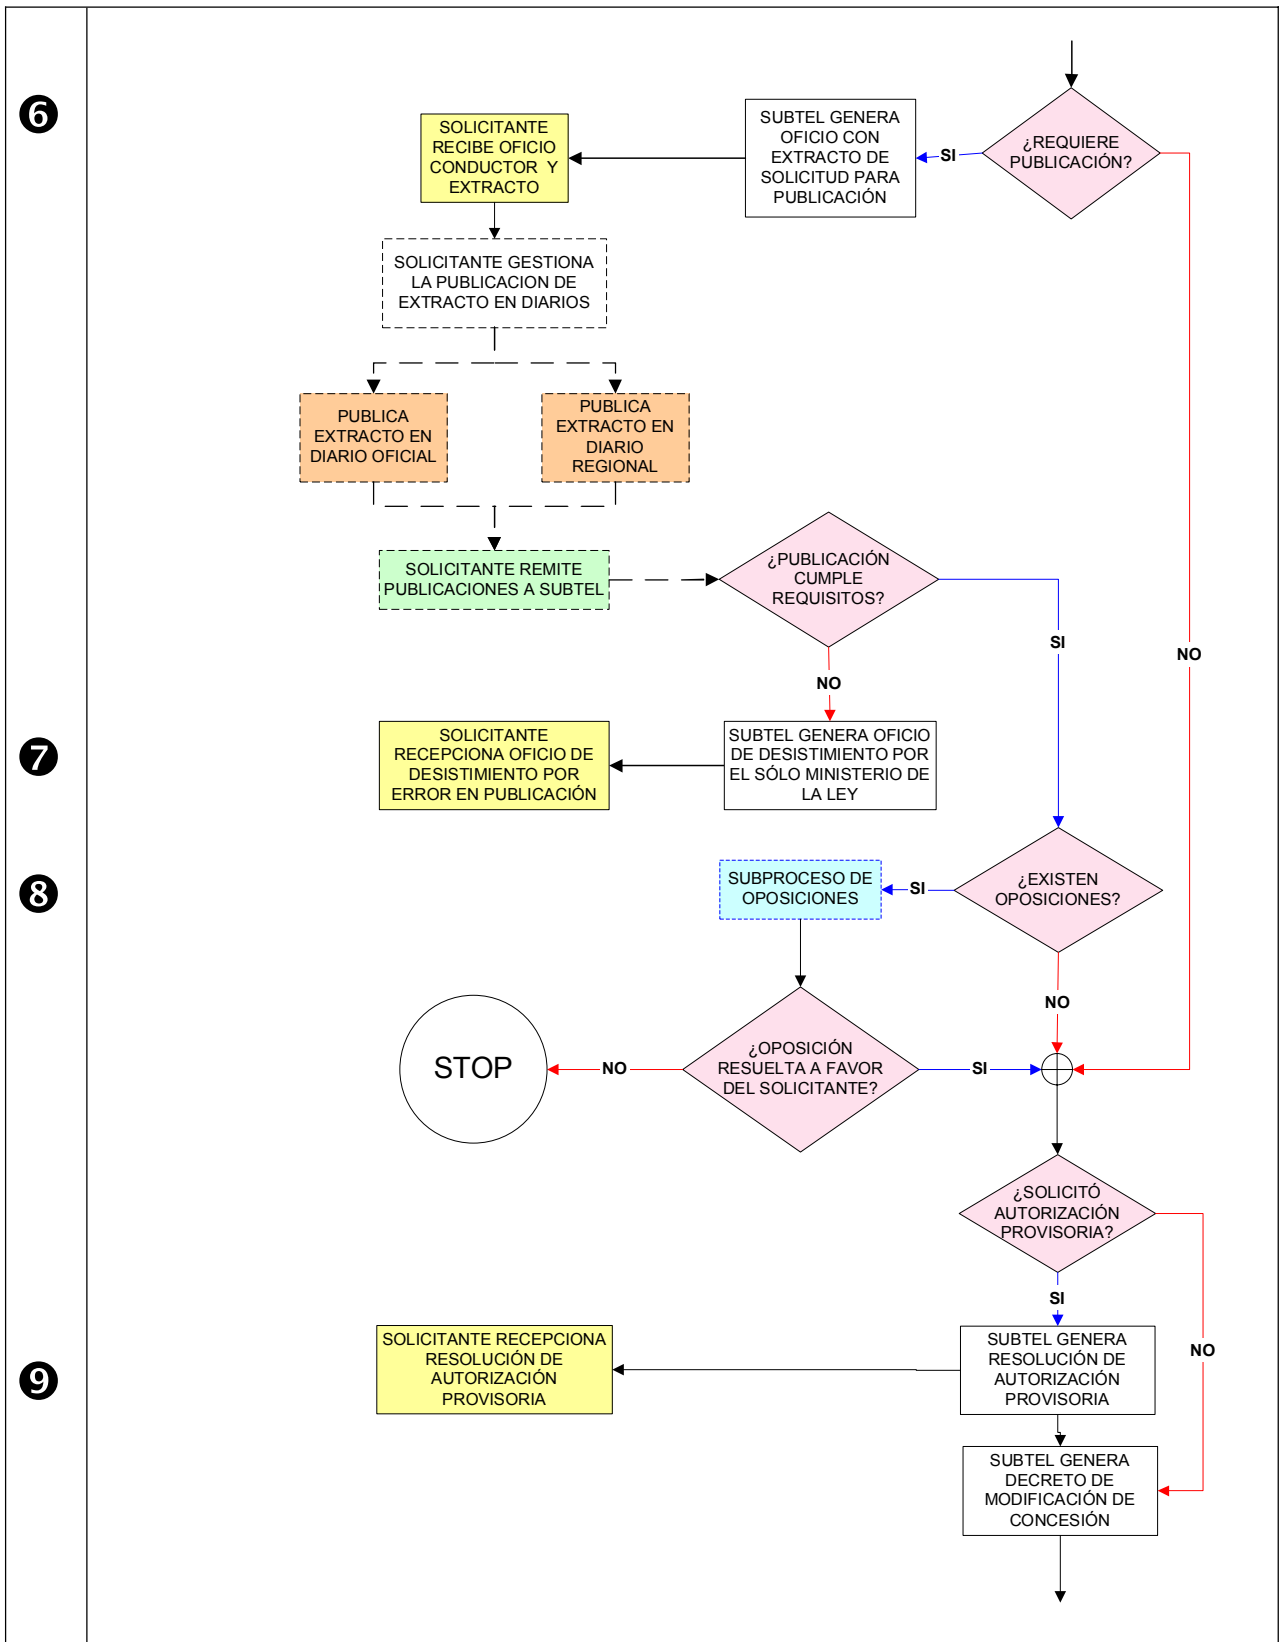 ❻
SOLICITANTE
RECIBE OFICIO
CONDUCTOR Y
EXTRACTO
SUBTEL GENERA
OFICIO CON
EXTRACTO DE
SOLICITUD PARA
PUBLICACIÓN
SI
¿REQUIERE
PUBLICACIÓN?
SOLICITANTE GESTIONA
LA PUBLICACION DE
EXTRACTO EN DIARIOS
PUBLICA
EXTRACTO EN
DIARIO OFICIAL
PUBLICA
EXTRACTO EN
DIARIO
REGIONAL
SOLICITANTE REMITE
PUBLICACIONES A SUBTEL
¿PUBLICACIÓN
CUMPLE
REQUISITOS?
SI
NO
NO
❼
SOLICITANTE
RECEPCIONA OFICIO DE
DESISTIMIENTO POR
ERROR EN PUBLICACIÓN
SUBTEL GENERA OFICIO
DE DESISTIMIENTO POR
EL SÓLO MINISTERIO DE
LA LEY
❽
SUBPROCESO DE
OPOSICIONES
SI
¿EXISTEN
OPOSICIONES?
NO
STOP
NO
¿OPOSICIÓN
RESUELTA A FAVOR
DEL SOLICITANTE?
SI
¿SOLICITÓ
AUTORIZACIÓN
PROVISORIA?
SI
NO
❾
SOLICITANTE RECEPCIONA
RESOLUCIÓN DE
AUTORIZACIÓN
PROVISORIA
SUBTEL GENERA
RESOLUCIÓN DE
AUTORIZACIÓN
PROVISORIA
SUBTEL GENERA
DECRETO DE
MODIFICACIÓN DE
CONCESIÓN